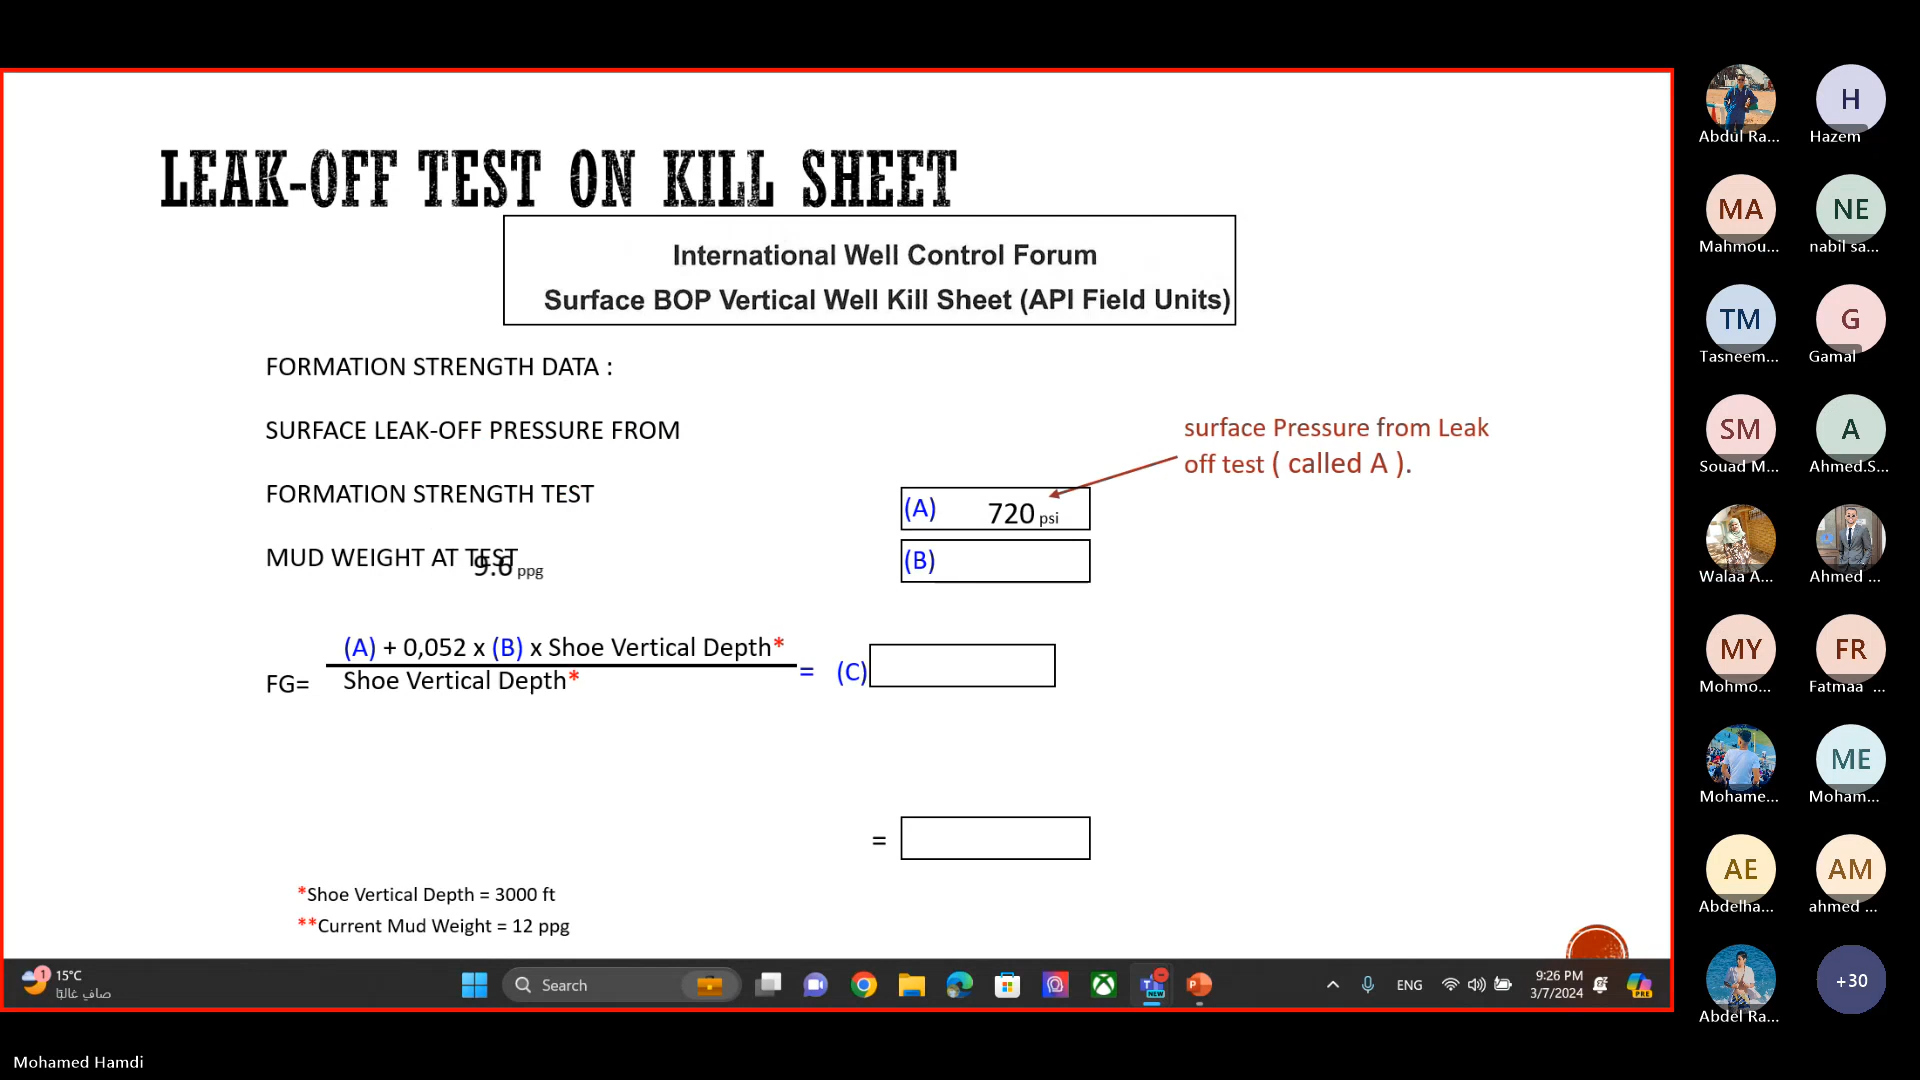 LEAK-OFF TEST ON KILL SHEET
International Well Control Forum
Surface BOP Vertical Well Kill Sheet (API Field Units)
FORMATION STRENGTH DATA :
SURFACE LEAK-OFF PRESSURE FROM
surface Pressure from Leak
off test ( called A ).
FORMATION STRENGTH TEST
(A) 720 psi
MUD WEIGHT AT TEST
9.6 ppg
(B)
FG=
(A) + 0,052 x (B) x Shoe Vertical Depth*
Shoe Vertical Depth*
= (C)
=
*Shoe Vertical Depth = 3000 ft
**Current Mud Weight = 12 ppg
1
15°C
صافٍ غالبًا
Search
NEW
ENG
9:26 PM
3/7/2024
PRE
Mohamed Hamdi
Abdul Ra...
H
Hazem
MA
Mahmou...
NE
nabil sa...
TM
Tasneem...
G
Gamal
SM
Souad M...
A
Ahmed.S...
Walaa A...
Ahmed ...
MY
Mohmo...
FR
Fatmaa ...
Mohame...
ME
Moham...
AE
Abdelha...
AM
ahmed ...
Abdel Ra...
+30